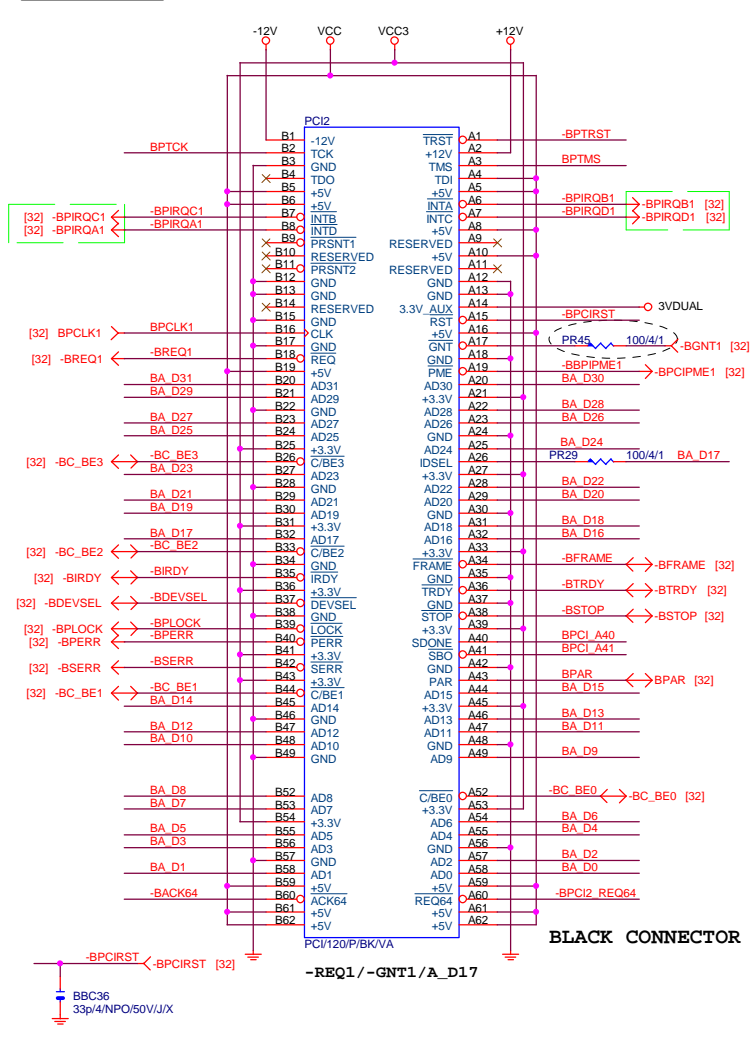 -12V VCC VCC3 +12V
PCI2
B1 -12V TRST A1 -BPTRST
BPTCK B2 TCK +12V A2
B3 GND TMS A3 BPTMS
B4 TDO TDI A4
B5 +5V +5V A5
B6 +5V INTA A6 -BPIRQB1 -BPIRQB1 [32]
[32] -BPIRQC1 -BPIRQC1 B7 INTB INTC A7 -BPIRQD1 -BPIRQD1 [32]
[32] -BPIRQA1 -BPIRQA1 B8 INTD +5V A8
B9 PRSNT1 RESERVED A9
B10 RESERVED +5V A10
B11 PRSNT2 RESERVED A11
B12 GND GND A12
B13 GND GND A13
B14 RESERVED 3.3V_AUX A14 3VDUAL
B15 GND RST A15 -BPCIRST
[32] BPCLK1 BPCLK1 B16 CLK +5V A16
B17 GND GNT A17 PR45 100/4/1 -BGNT1 [32]
[32] -BREQ1 -BREQ1 B18 REQ GND A18
B19 +5V PME A19 -BBPIPME1 -BPCIPME1 [32]
BA_D31 B20 AD31 AD30 A20 BA_D30
BA_D29 B21 AD29 +3.3V A21
B22 GND AD28 A22 BA_D28
BA_D27 B23 AD27 AD26 A23 BA_D26
BA_D25 B24 AD25 GND A24
B25 +3.3V AD24 A25 BA_D24
[32] -BC_BE3 -BC_BE3 B26 C/BE3 IDSEL A26 PR29 100/4/1 BA_D17
BA_D23 B27 AD23 +3.3V A27
B28 GND AD22 A28 BA_D22
BA_D21 B29 AD21 AD20 A29 BA_D20
BA_D19 B30 AD19 GND A30
B31 +3.3V AD18 A31 BA_D18
BA_D17 B32 AD17 AD16 A32 BA_D16
[32] -BC_BE2 -BC_BE2 B33 C/BE2 +3.3V A33
B34 GND FRAME A34 -BFRAME -BFRAME [32]
[32] -BIRDY -BIRDY B35 IRDY GND A35
B36 +3.3V TRDY A36 -BTRDY -BTRDY [32]
[32] -BDEVSEL -BDEVSEL B37 DEVSEL GND A37
B38 GND STOP A38 -BSTOP -BSTOP [32]
[32] -BPLOCK -BPLOCK B39 LOCK +3.3V A39
[32] -BPERR -BPERR B40 PERR SDONE A40 BPCI_A40
B41 +3.3V SBO A41 BPCI_A41
[32] -BSERR -BSERR B42 SERR GND A42
B43 +3.3V PAR A43 BPAR BPAR [32]
[32] -BC_BE1 -BC_BE1 B44 C/BE1 AD15 A44 BA_D15
BA_D14 B45 AD14 +3.3V A45
B46 GND AD13 A46 BA_D13
BA_D12 B47 AD12 AD11 A47 BA_D11
BA_D10 B48 AD10 GND A48
B49 GND AD9 A49 BA_D9
BA_D8 B52 AD8 C/BE0 A52 -BC_BE0 -BC_BE0 [32]
BA_D7 B53 AD7 +3.3V A53
B54 +3.3V AD6 A54 BA_D6
BA_D5 B55 AD5 AD4 A55 BA_D4
BA_D3 B56 AD3 GND A56
B57 GND AD2 A57 BA_D2
BA_D1 B58 AD1 AD0 A58 BA_D0
B59 +5V +5V A59
-BACK64 B60 ACK64 REQ64 A60 -BPCI2_REQ64
B61 +5V +5V A61
B62 +5V +5V A62
PCI/120/P/BK/VA
BLACK CONNECTOR
-REQ1/-GNT1/A_D17
-BPCIRST -BPCIRST [32]
BBC36
33p/4/NPO/50V/J/X